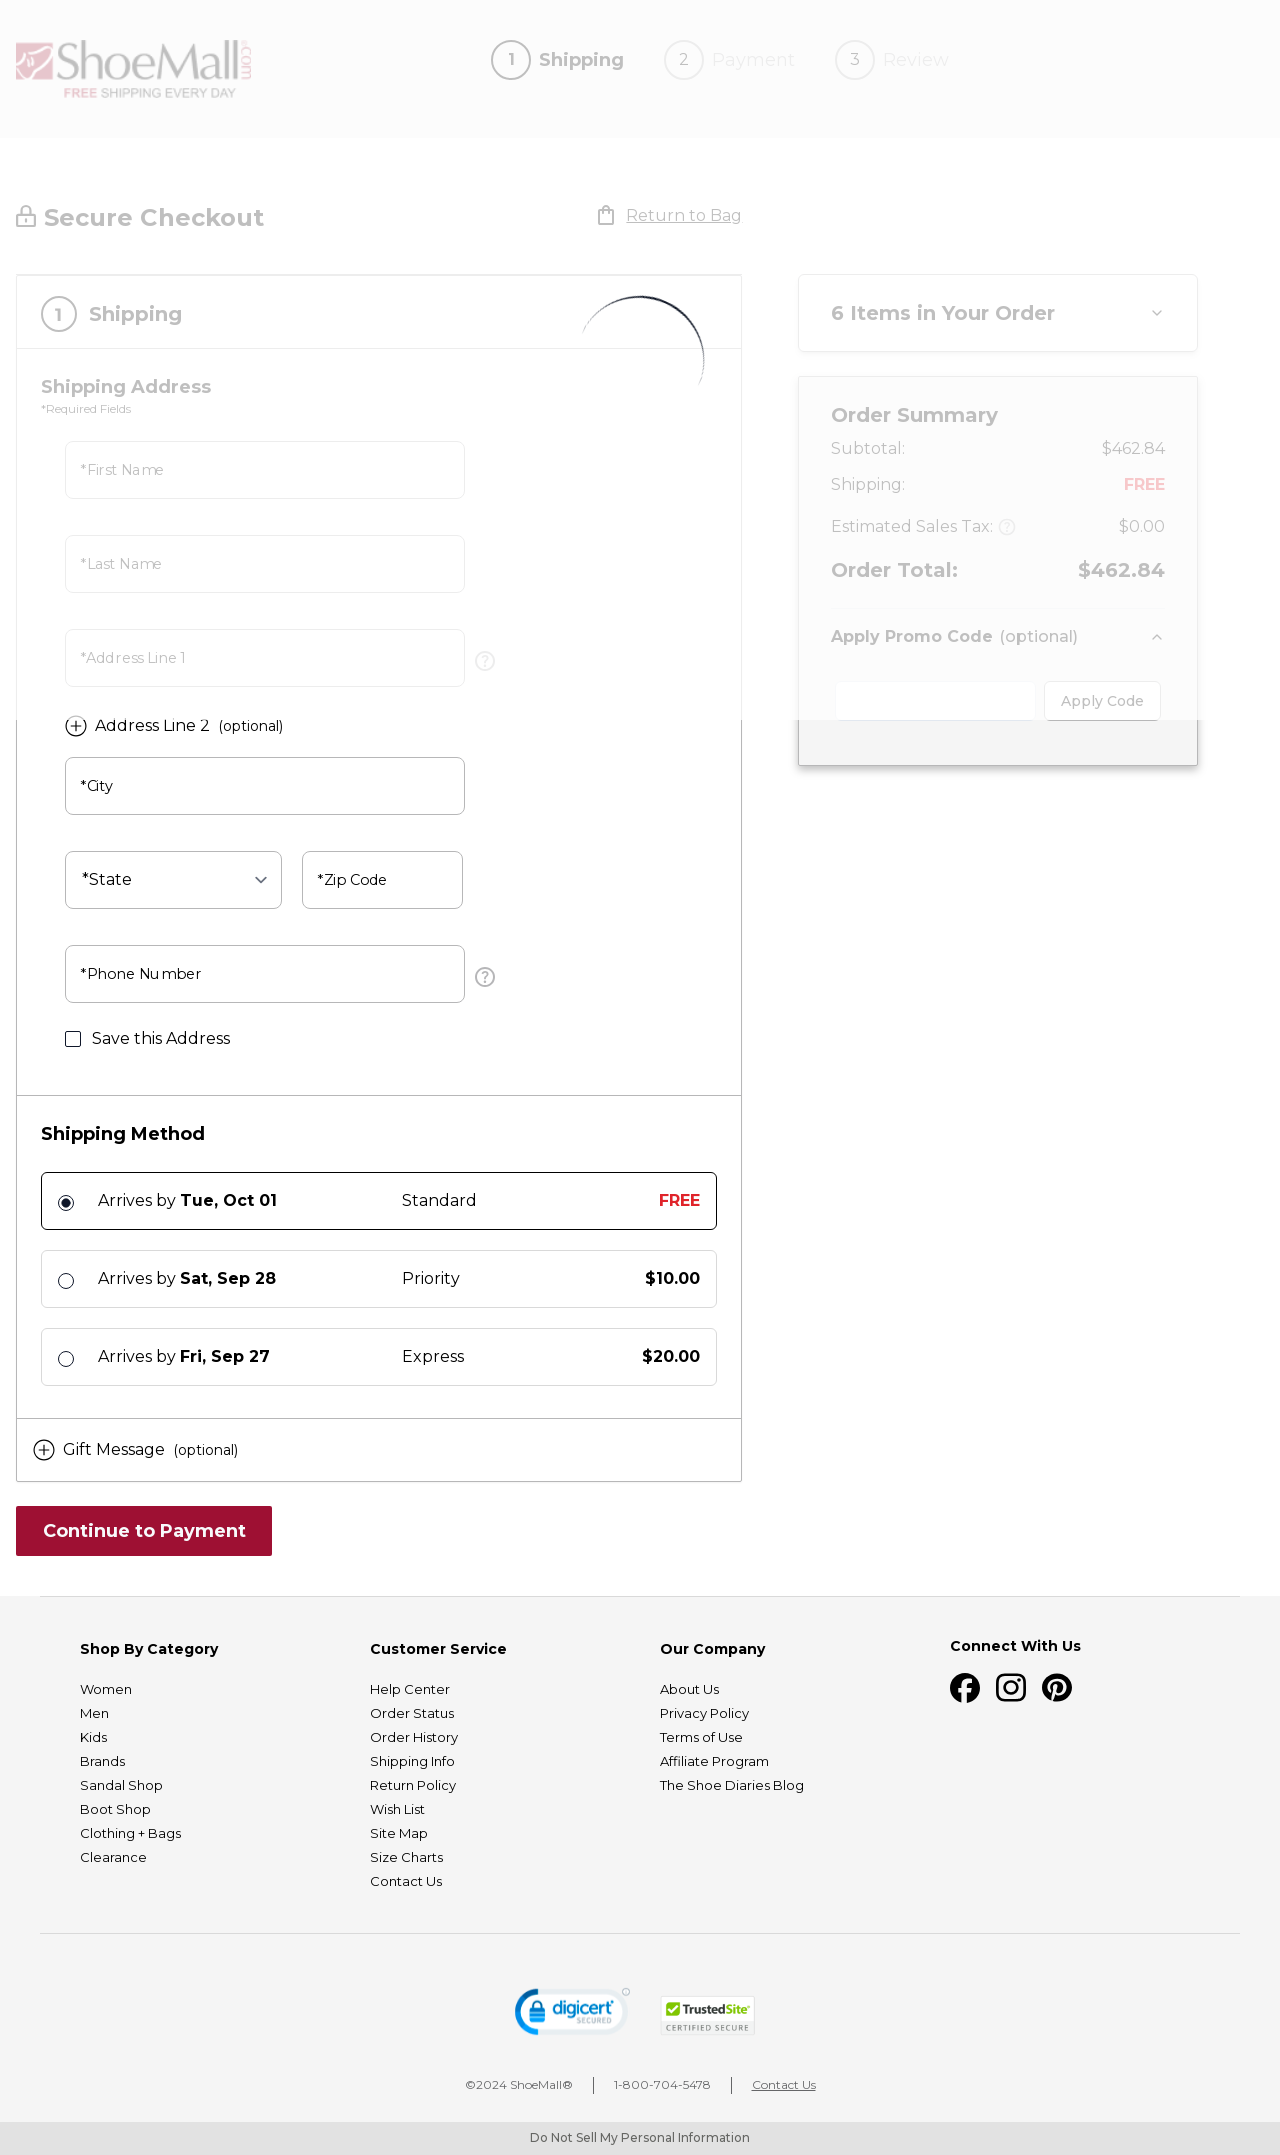 ShoeMall.com
FREE SHIPPING EVERY DAY
1 Shipping 2 Payment 3 Review
Secure Checkout
Return to Bag
1 Shipping
Shipping Address
*Required Fields
*First Name
*Last Name
*Address Line 1
?
Address Line 2 (optional)
*City
*State
*Zip Code
*Phone Number
?
Save this Address
Shipping Method
Arrives by Tue, Oct 01 Standard FREE
Arrives by Sat, Sep 28 Priority $10.00
Arrives by Fri, Sep 27 Express $20.00
Gift Message (optional)
Continue to Payment
6 Items in Your Order
Order Summary
Subtotal: $462.84
Shipping: FREE
Estimated Sales Tax: ? $0.00
Order Total: $462.84
Apply Promo Code (optional)
Apply Code
Shop By Category
Women
Men
Kids
Brands
Sandal Shop
Boot Shop
Clothing + Bags
Clearance
Customer Service
Help Center
Order Status
Order History
Shipping Info
Return Policy
Wish List
Site Map
Size Charts
Contact Us
Our Company
About Us
Privacy Policy
Terms of Use
Affiliate Program
The Shoe Diaries Blog
Connect With Us
digicert
SECURED
TrustedSite
CERTIFIED SECURE
©2024 ShoeMall® 1-800-704-5478 Contact Us
Do Not Sell My Personal Information